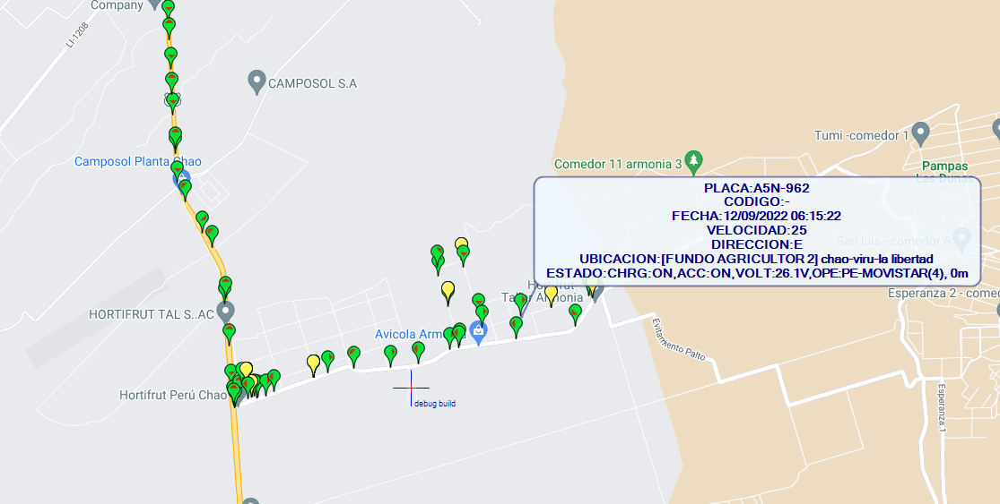 Company
LI-1208
CAMPOSOL S.A
Tumi -comedor 1
Camposol Planta Chao
Comedor 11 armonia 3
Pampas
Las Dunas
PLACA:A5N-962
CODIGO:-
FECHA:12/09/2022 06:15:22
VELOCIDAD:25
DIRECCION:E
San luis - comedor 6
UBICACION:[FUNDO AGRICULTOR 2] chao-viru-la libertad
ESTADO:CHRG:ON,ACC:ON,VOLT:26.1V,OPE:PE-MOVISTAR(4), 0m
Esperanza 2 - comed
HORTIFRUT TAL S..AC
Avicola Arm
Evitamiento Palto
Hortifrut Perú Chao
debug build
Esperanza 1